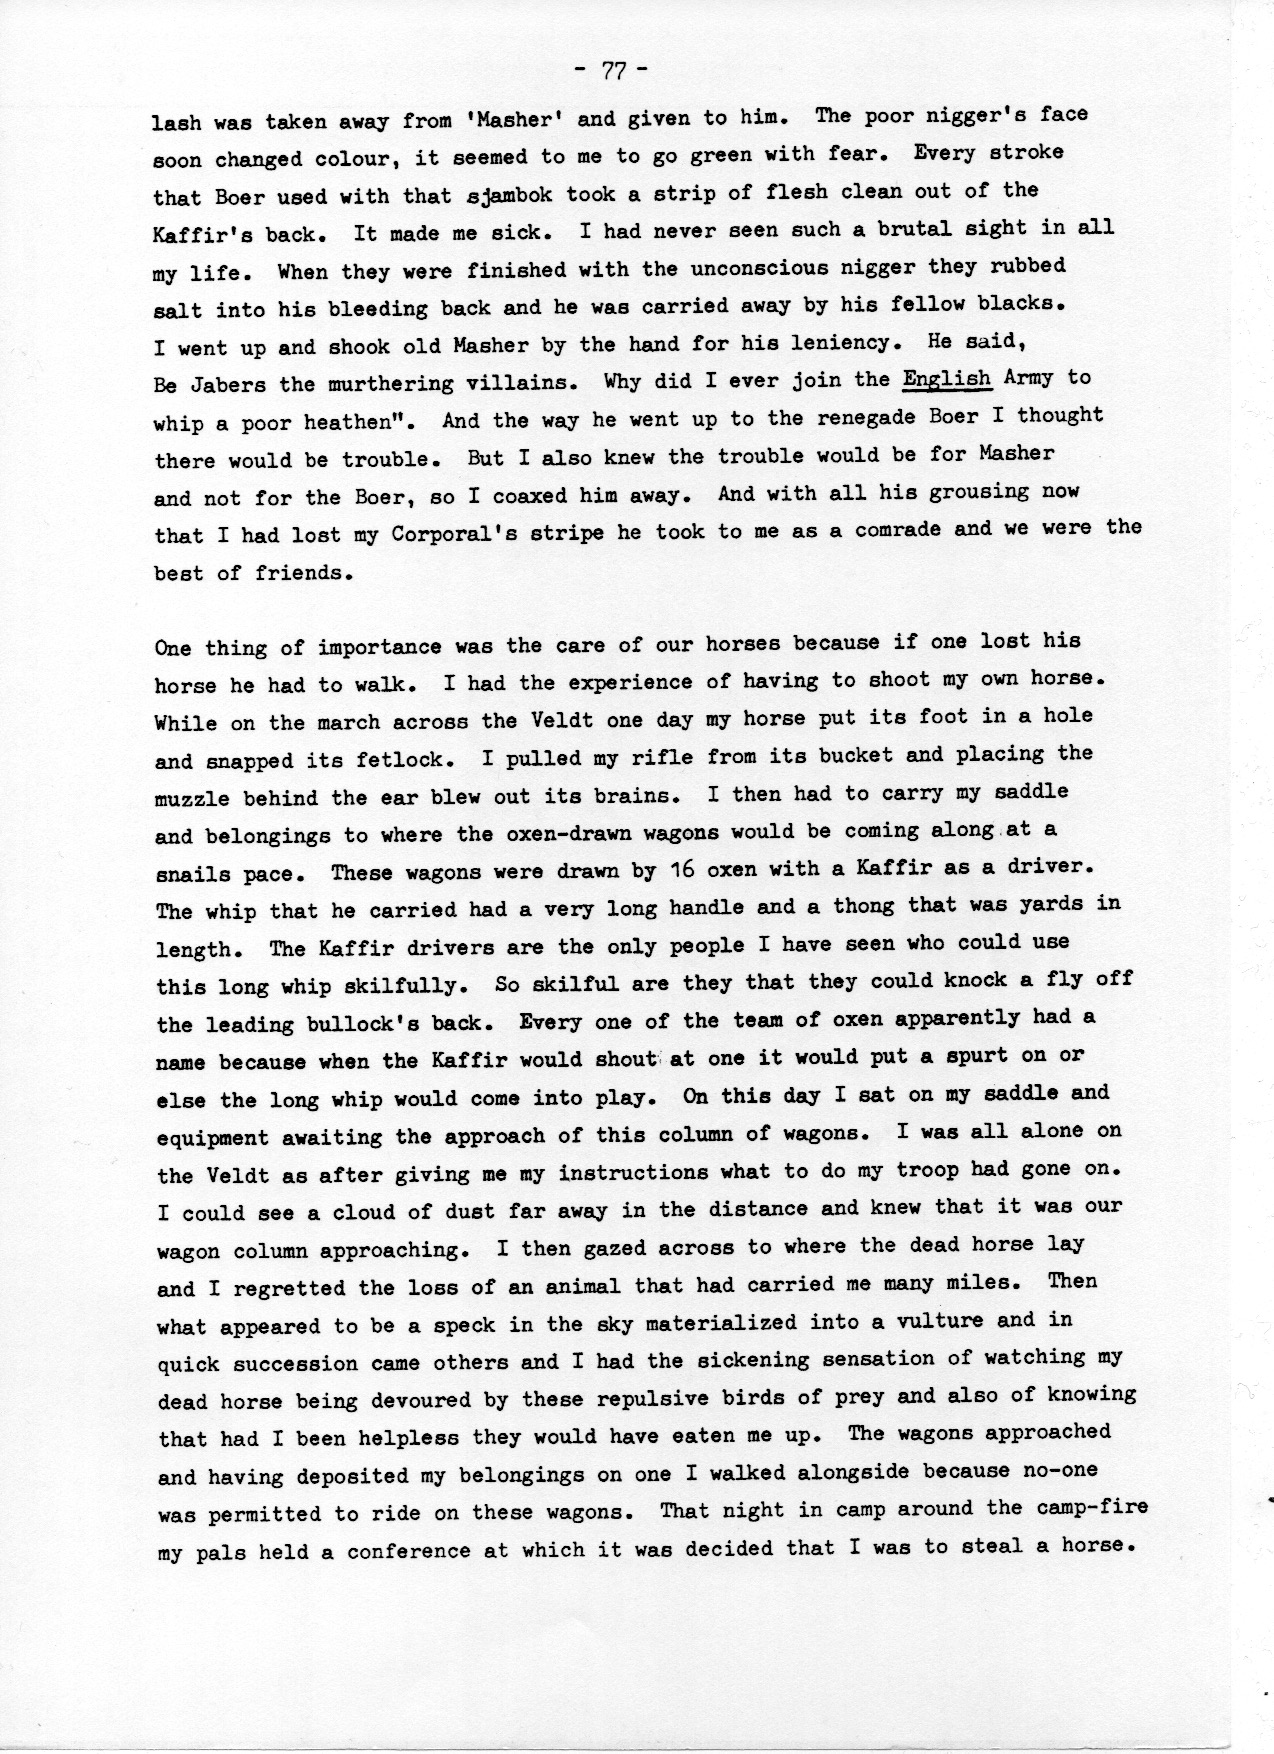 - 77 -
lash was taken away from 'Masher' and given to him. The poor nigger's face
soon changed colour, it seemed to me to go green with fear. Every stroke
that Boer used with that sjambok took a strip of flesh clean out of the
Kaffir's back. It made me sick. I had never seen such a brutal sight in all
my life. When they were finished with the unconscious nigger they rubbed
salt into his bleeding back and he was carried away by his fellow blacks.
I went up and shook old Masher by the hand for his leniency. He said,
Be Jabers the murthering villains. Why did I ever join the English Army to
whip a poor heathen". And the way he went up to the renegade Boer I thought
there would be trouble. But I also knew the trouble would be for Masher
and not for the Boer, so I coaxed him away. And with all his grousing now
that I had lost my Corporal's stripe he took to me as a comrade and we were the
best of friends.
One thing of importance was the care of our horses because if one lost his
horse he had to walk. I had the experience of having to shoot my own horse.
While on the march across the Veldt one day my horse put its foot in a hole
and snapped its fetlock. I pulled my rifle from its bucket and placing the
muzzle behind the ear blew out its brains. I then had to carry my saddle
and belongings to where the oxen-drawn wagons would be coming along at a
snails pace. These wagons were drawn by 16 oxen with a Kaffir as a driver.
The whip that he carried had a very long handle and a thong that was yards in
length. The Kaffir drivers are the only people I have seen who could use
this long whip skilfully. So skilful are they that they could knock a fly off
the leading bullock's back. Every one of the team of oxen apparently had a
name because when the Kaffir would shout at one it would put a spurt on or
else the long whip would come into play. On this day I sat on my saddle and
equipment awaiting the approach of this column of wagons. I was all alone on
the Veldt as after giving me my instructions what to do my troop had gone on.
I could see a cloud of dust far away in the distance and knew that it was our
wagon column approaching. I then gazed across to where the dead horse lay
and I regretted the loss of an animal that had carried me many miles. Then
what appeared to be a speck in the sky materialized into a vulture and in
quick succession came others and I had the sickening sensation of watching my
dead horse being devoured by these repulsive birds of prey and also of knowing
that had I been helpless they would have eaten me up. The wagons approached
and having deposited my belongings on one I walked alongside because no-one
was permitted to ride on these wagons. That night in camp around the camp-fire
my pals held a conference at which it was decided that I was to steal a horse.